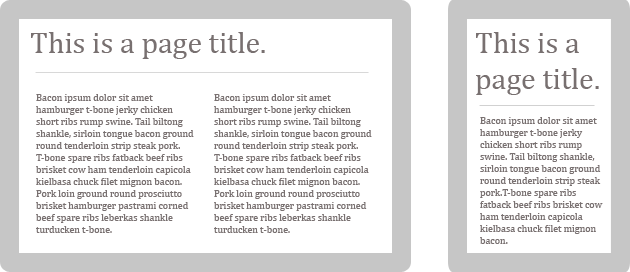 This is a page title.
Bacon ipsum dolor sit amet
hamburger t-bone jerky chicken
short ribs rump swine. Tail biltong
shankle, sirloin tongue bacon ground
round tenderloin strip steak pork.
T-bone spare ribs fatback beef ribs
brisket cow ham tenderloin capicola
kielbasa chuck filet mignon bacon.
Pork loin ground round prosciutto
brisket hamburger pastrami corned
beef spare ribs leberkas shankle
turducken t-bone.
Bacon ipsum dolor sit amet
hamburger t-bone jerky chicken
short ribs rump swine. Tail biltong
shankle, sirloin tongue bacon ground
round tenderloin strip steak pork.
T-bone spare ribs fatback beef ribs
brisket cow ham tenderloin capicola
kielbasa chuck filet mignon bacon.
Pork loin ground round prosciutto
brisket hamburger pastrami corned
beef spare ribs leberkas shankle
turducken t-bone.
This is a
page title.
Bacon ipsum dolor sit amet
hamburger t-bone jerky
chicken short ribs rump
swine. Tail biltong shankle,
sirloin tongue bacon ground
round tenderloin strip steak
pork.T-bone spare ribs
fatback beef ribs brisket cow
ham tenderloin capicola
kielbasa chuck filet mignon
bacon.